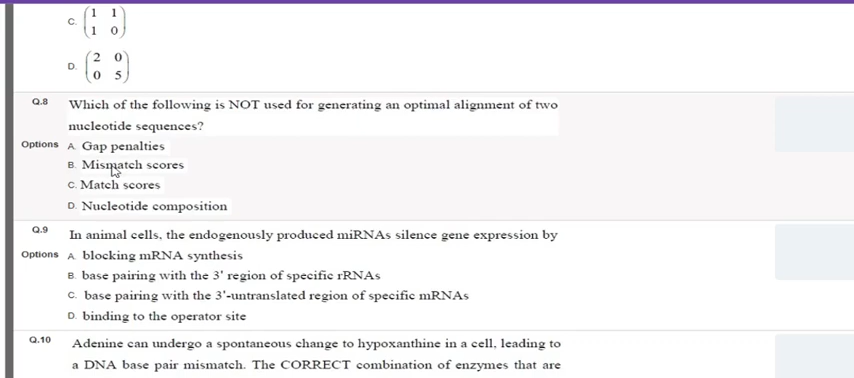 C. (1 1
1 0)
D. (2 0
0 5)
Q.8 Which of the following is NOT used for generating an optimal alignment of two
nucleotide sequences?
Options A. Gap penalties
B. Mismatch scores
C. Match scores
D. Nucleotide composition
Q.9 In animal cells, the endogenously produced miRNAs silence gene expression by
Options A. blocking mRNA synthesis
B. base pairing with the 3' region of specific rRNAs
C. base pairing with the 3'-untranslated region of specific mRNAs
D. binding to the operator site
Q.10 Adenine can undergo a spontaneous change to hypoxanthine in a cell, leading to
a DNA base pair mismatch. The CORRECT combination of enzymes that are